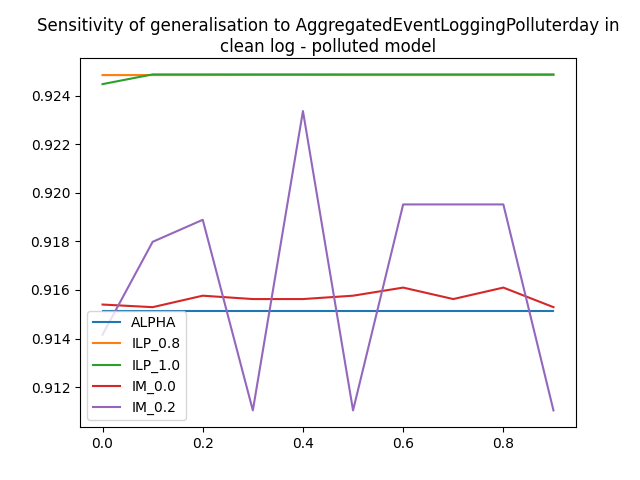 Sensitivity of generalisation to AggregatedEventLoggingPolluterday in
clean log - polluted model
0.924
0.922
0.920
0.918
0.916
0.914
0.912
ALPHA
ILP_0.8
ILP_1.0
IM_0.0
IM_0.2
0.0 0.2 0.4 0.6 0.8